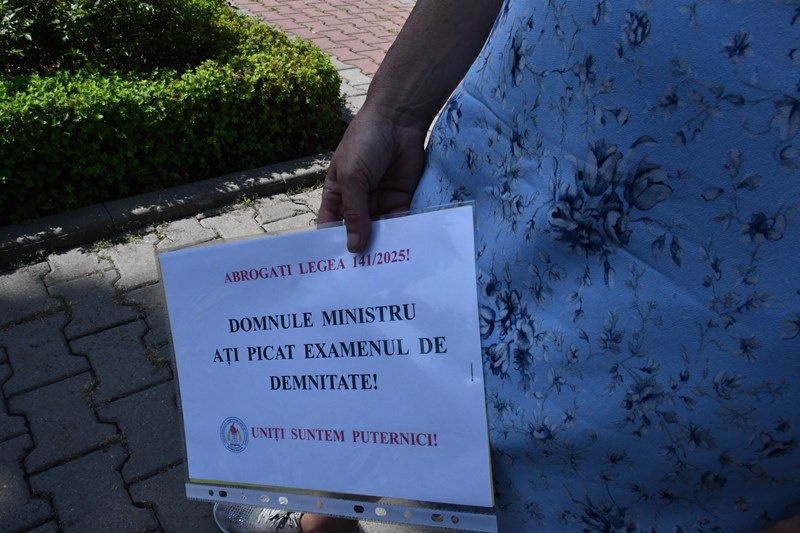 ABROGAȚI LEGEA 141/2025!
DOMNULE MINISTRU
AȚI PICAT EXAMENUL DE
DEMNITATE!
UNIȚI SUNTEM PUTERNICI!